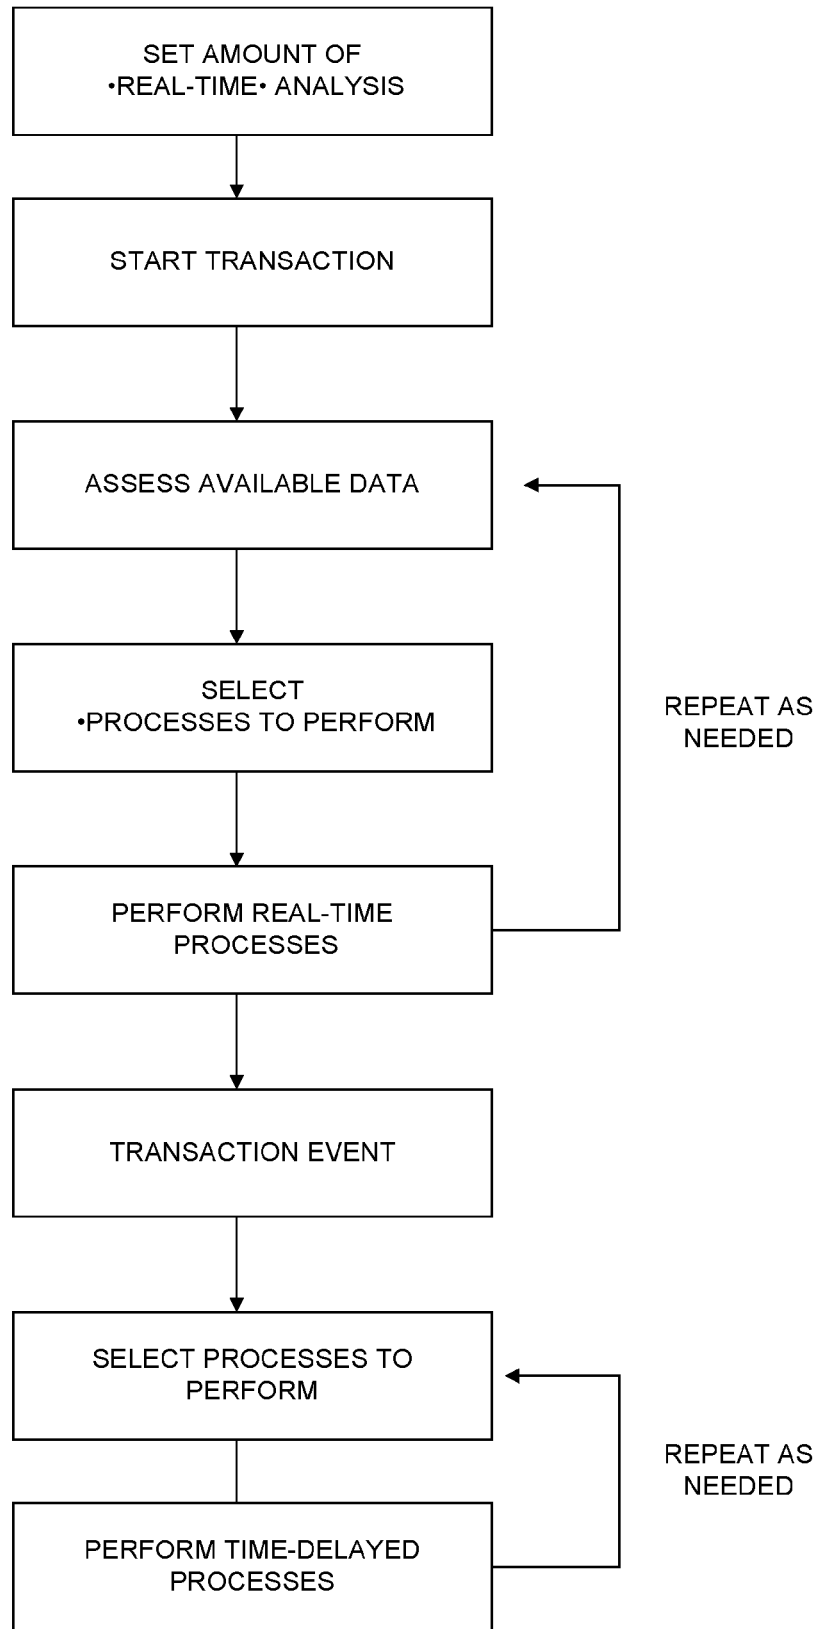 SET AMOUNT OF
•REAL-TIME• ANALYSIS
START TRANSACTION
ASSESS AVAILABLE DATA
SELECT
•PROCESSES TO PERFORM
REPEAT AS
NEEDED
PERFORM REAL-TIME
PROCESSES
TRANSACTION EVENT
SELECT PROCESSES TO
PERFORM
REPEAT AS
NEEDED
PERFORM TIME-DELAYED
PROCESSES